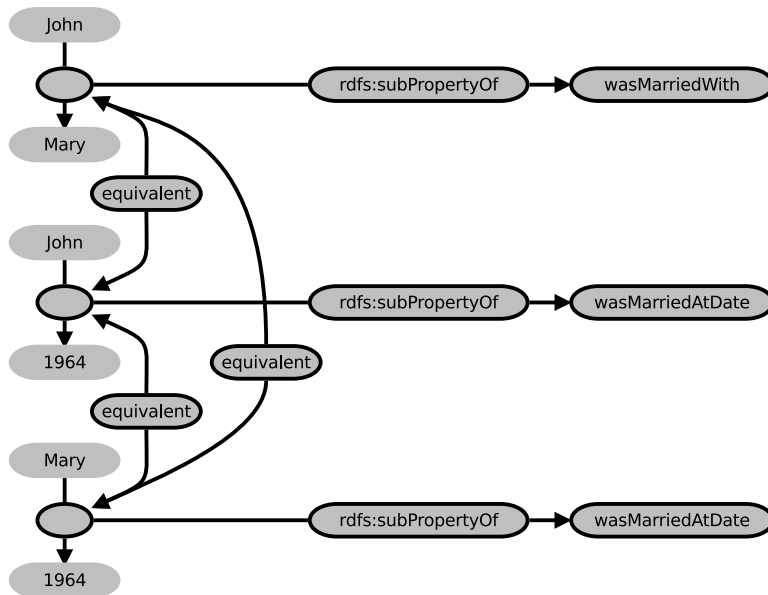 John
rdfs:subPropertyOf
wasMarriedWith
Mary
equivalent
John
rdfs:subPropertyOf
wasMarriedAtDate
1964
equivalent
equivalent
Mary
rdfs:subPropertyOf
wasMarriedAtDate
1964